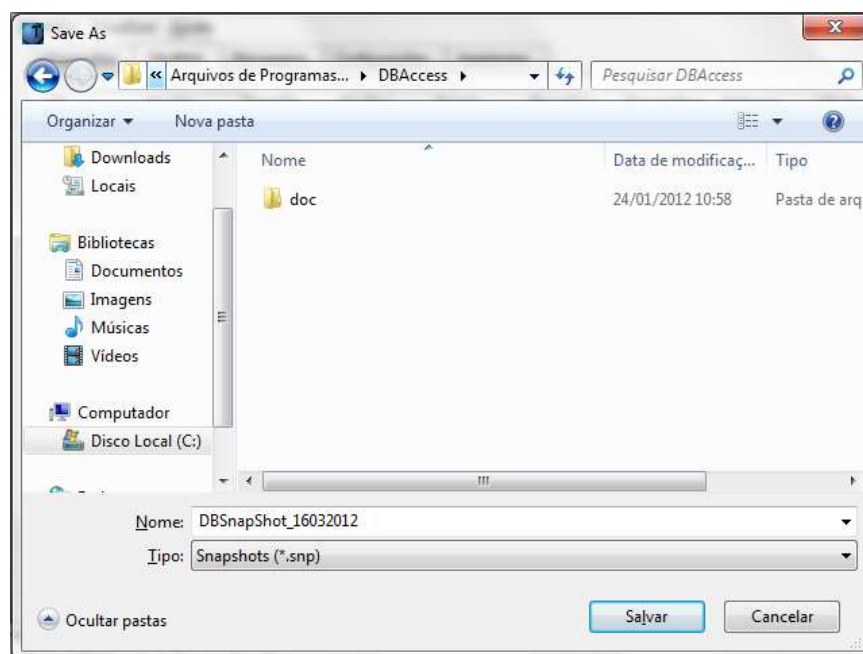 Save As
« Arquivos de Programas... ▸ DBAccess ▸
Pesquisar DBAccess
Organizar
Nova pasta
Downloads
Locais
Bibliotecas
Documentos
Imagens
Músicas
Vídeos
Computador
Disco Local (C:)
Nome
Data de modificaç...
Tipo
doc
24/01/2012 10:58
Pasta de arq
Nome: DBSnapShot_16032012
Tipo: Snapshots (*.snp)
Ocultar pastas
Salvar
Cancelar